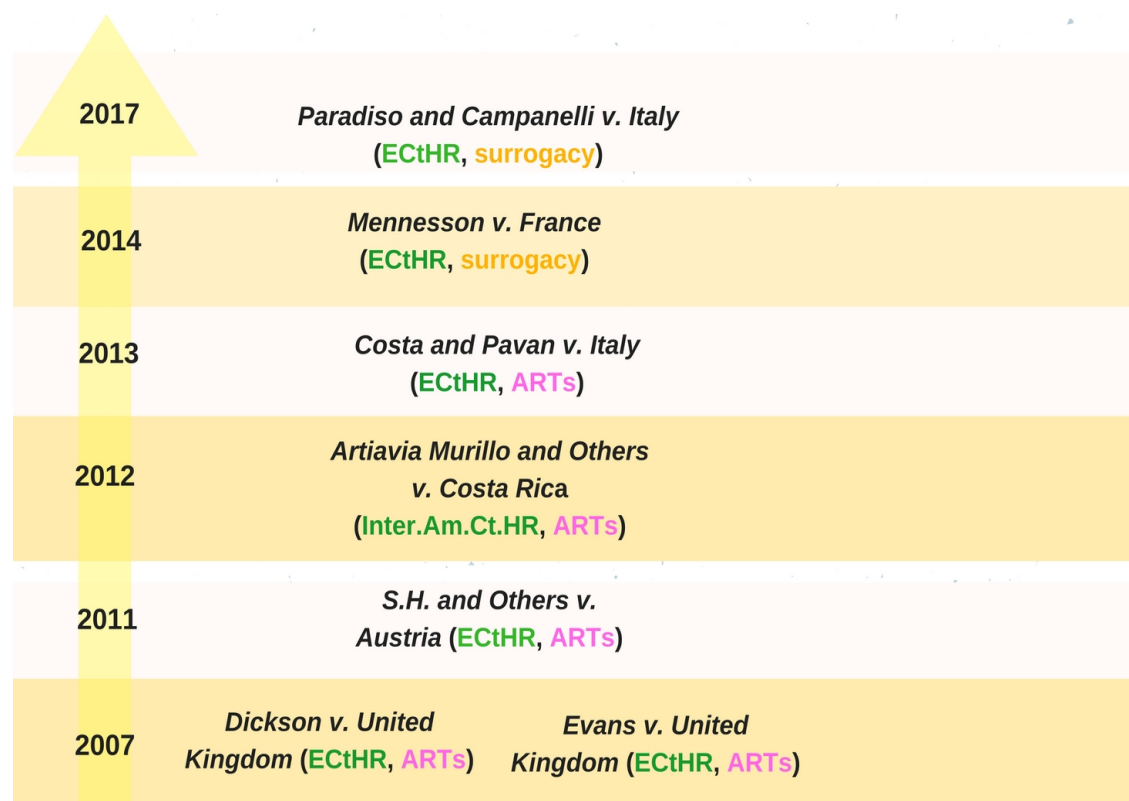 2017
Paradiso and Campanelli v. Italy
(ECtHR, surrogacy)
2014
Mennesson v. France
(ECtHR, surrogacy)
2013
Costa and Pavan v. Italy
(ECtHR, ARTs)
2012
Artiavia Murillo and Others
v. Costa Rica
(Inter.Am.Ct.HR, ARTs)
2011
S.H. and Others v.
Austria (ECtHR, ARTs)
2007
Dickson v. United
Kingdom (ECtHR, ARTs)
Evans v. United
Kingdom (ECtHR, ARTs)